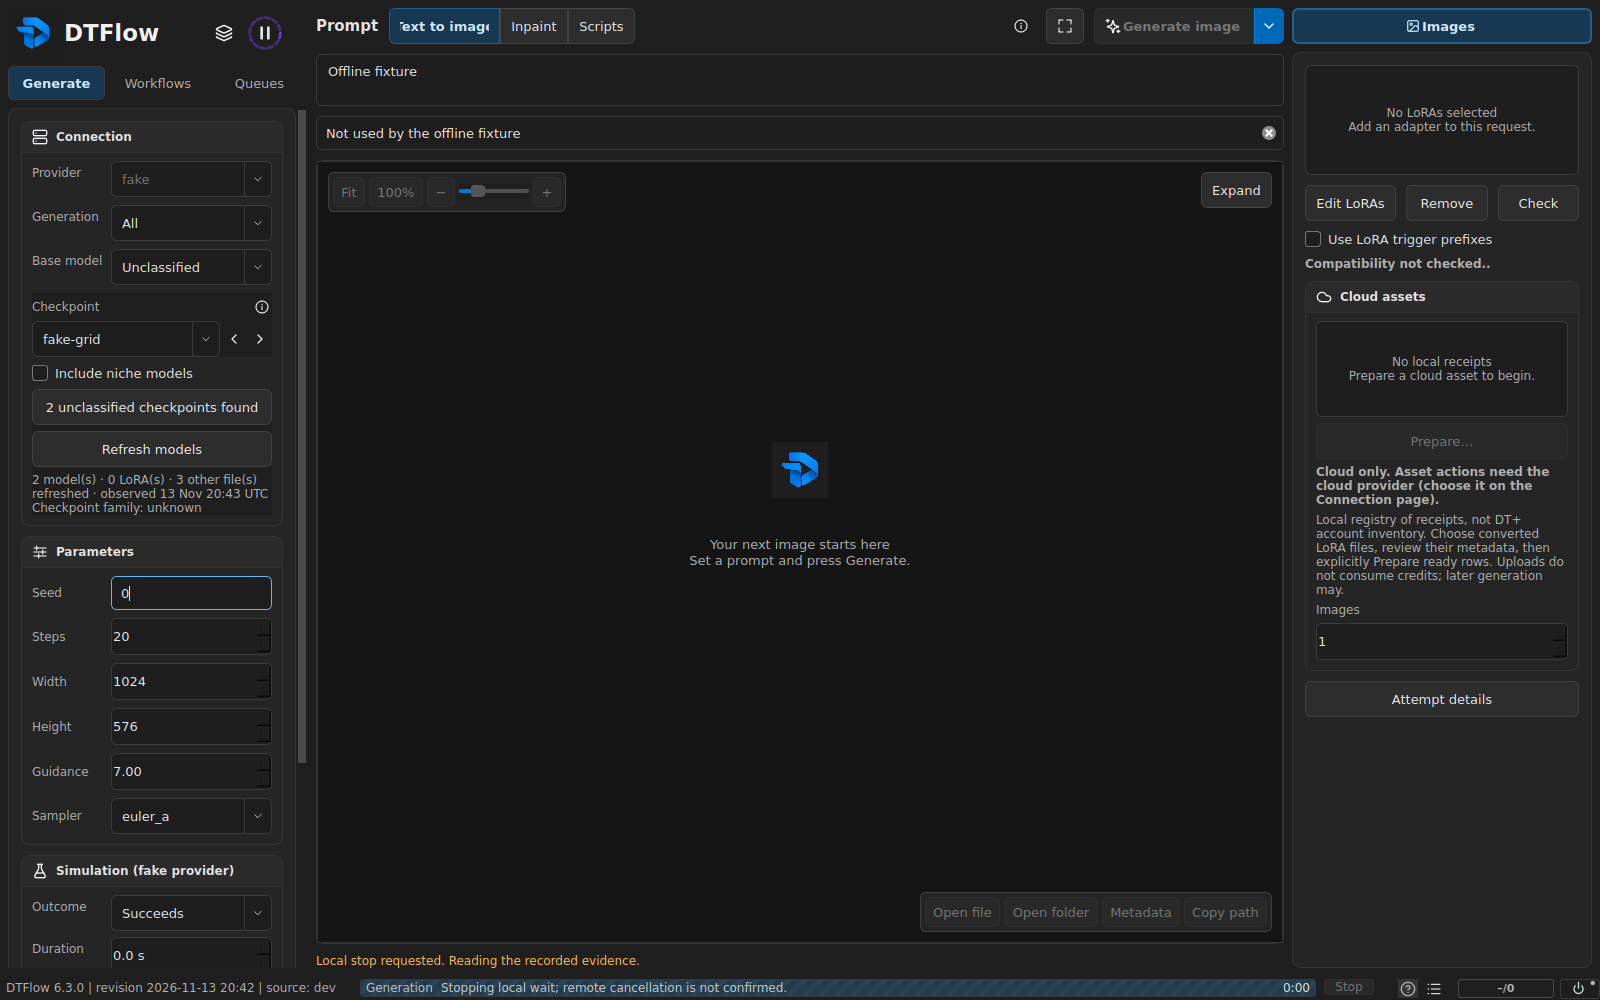 DTFlow
Generate
Workflows
Queues
Connection
Provider
fake
Generation
All
Base model
Unclassified
Checkpoint
fake-grid
Include niche models
2 unclassified checkpoints found
Refresh models
2 model(s) · 0 LoRA(s) · 3 other file(s)
refreshed · observed 13 Nov 20:43 UTC
Checkpoint family: unknown
Parameters
Seed
0
Steps
20
Width
1024
Height
576
Guidance
7.00
Sampler
euler_a
Simulation (fake provider)
Outcome
Succeeds
Duration
0.0 s
Prompt
Text to image
Inpaint
Scripts
Generate image
Offline fixture
Not used by the offline fixture
Fit
100%
−
+
Expand
Your next image starts here
Set a prompt and press Generate.
Open file
Open folder
Metadata
Copy path
Local stop requested. Reading the recorded evidence.
Images
No LoRAs selected
Add an adapter to this request.
Edit LoRAs
Remove
Check
Use LoRA trigger prefixes
Compatibility not checked..
Cloud assets
No local receipts
Prepare a cloud asset to begin.
Prepare...
Cloud only. Asset actions need the
cloud provider (choose it on the
Connection page).
Local registry of receipts, not DT+
account inventory. Choose converted
LoRA files, review their metadata, then
explicitly Prepare ready rows. Uploads do
not consume credits; later generation
may.
Images
1
Attempt details
DTFlow 6.3.0 | revision 2026-11-13 20:42 | source: dev
Generation Stopping local wait; remote cancellation is not confirmed.
0:00
Stop
-/0